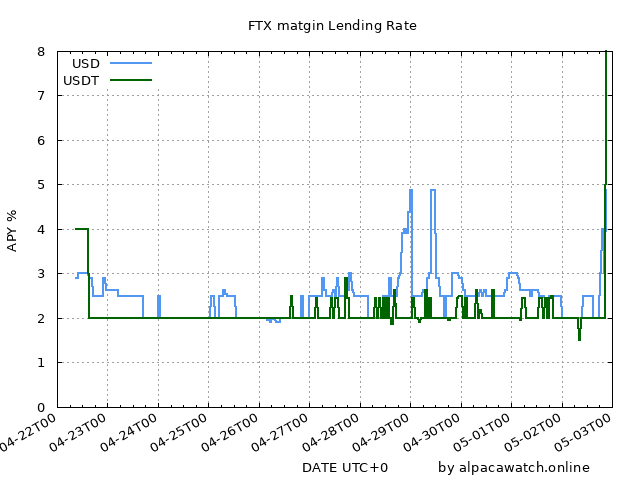 FTX matgin Lending Rate
USD
USDT
8
7
6
5
4
3
2
1
0
APY %
04-22T00
04-23T00
04-24T00
04-25T00
04-26T00
04-27T00
04-28T00
04-29T00
04-30T00
05-01T00
05-02T00
05-03T00
DATE UTC+0
by alpacawatch.online